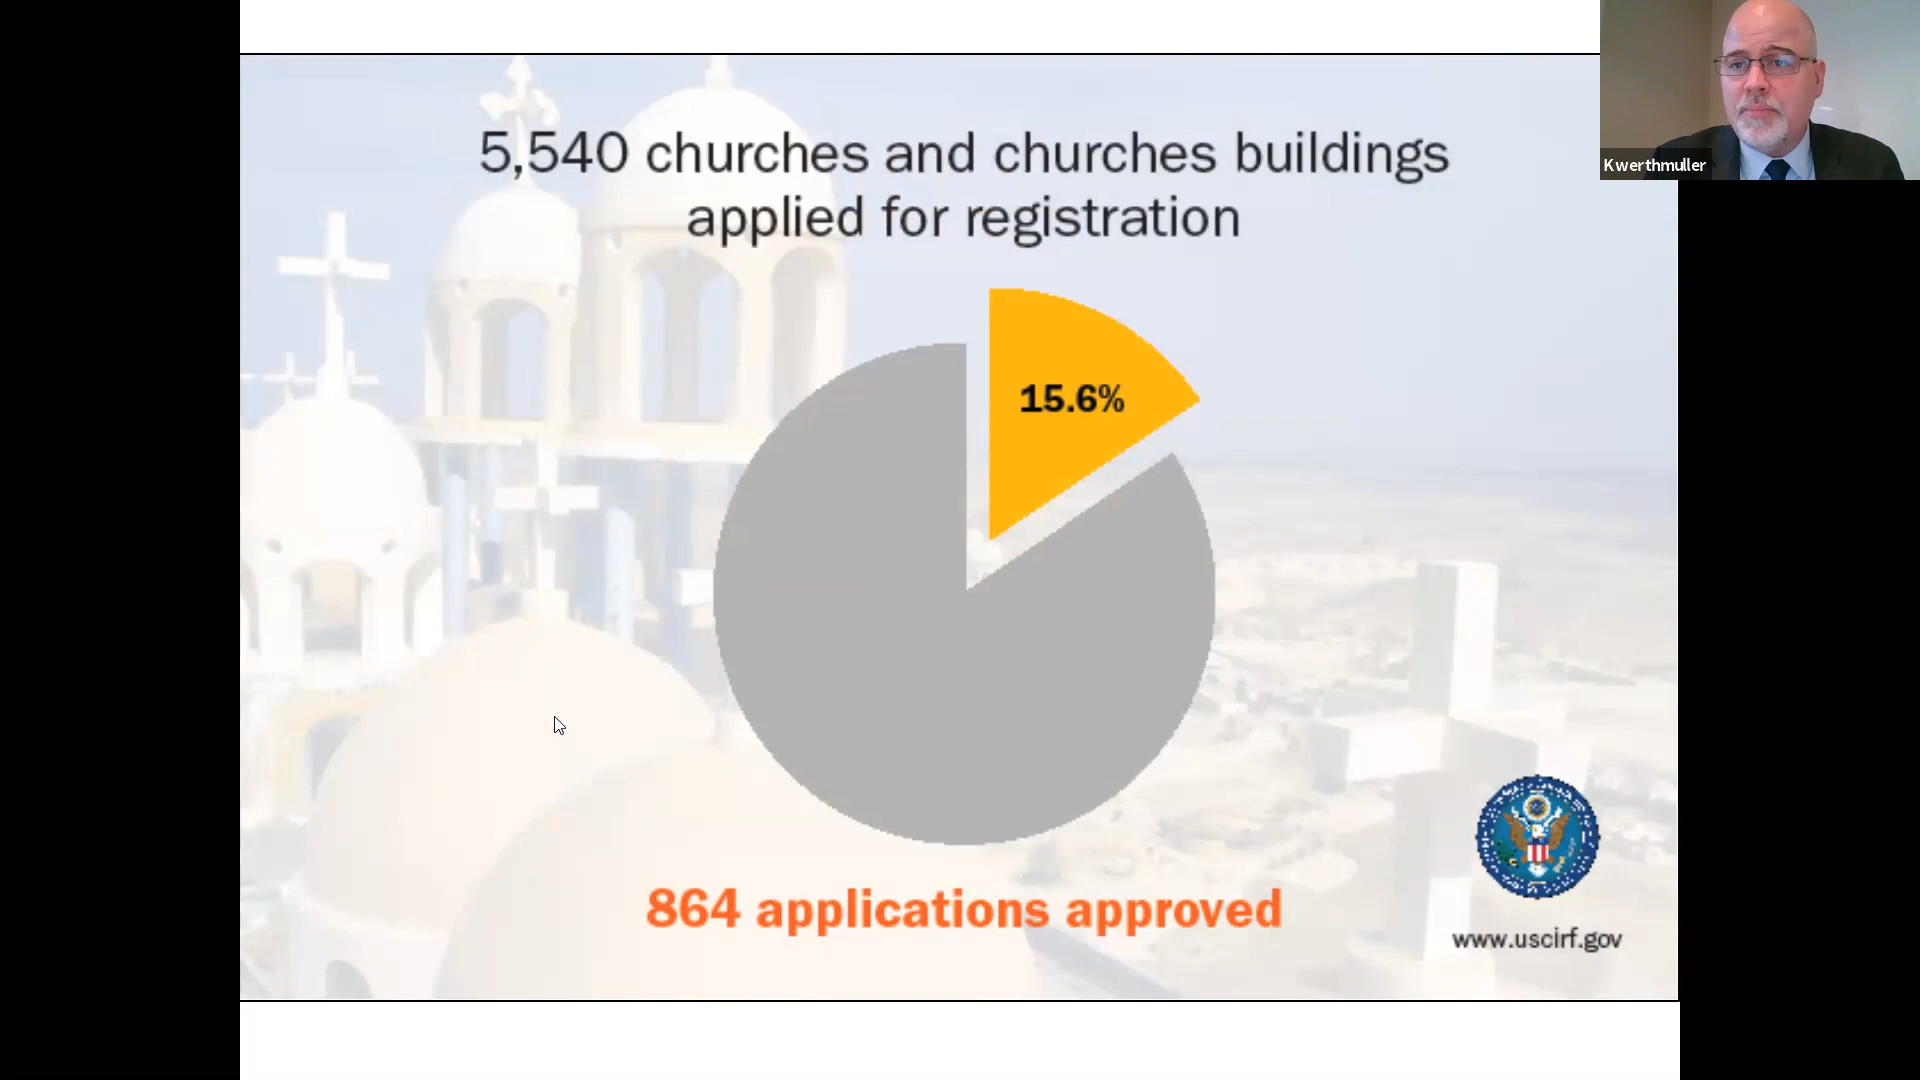 5,540 churches and churches buildings
applied for registration
15.6%
864 applications approved
www.uscirf.gov
Kwerthmuller